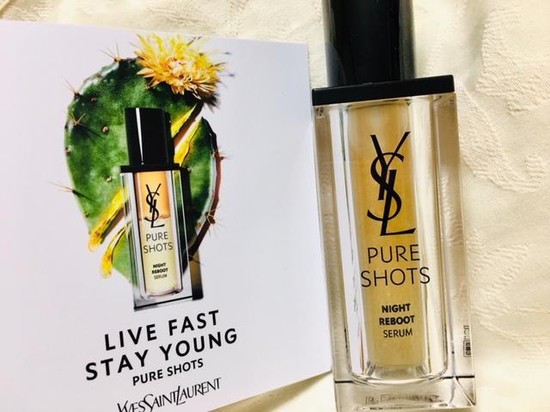 YSL
PURE
SHOTS
NIGHT
REBOOT
SERUM
LIVE FAST
STAY YOUNG
PURE SHOTS
YVESSAINTLAURENT
YSL
PURE
SHOTS
NIGHT
REBOOT
SERUM